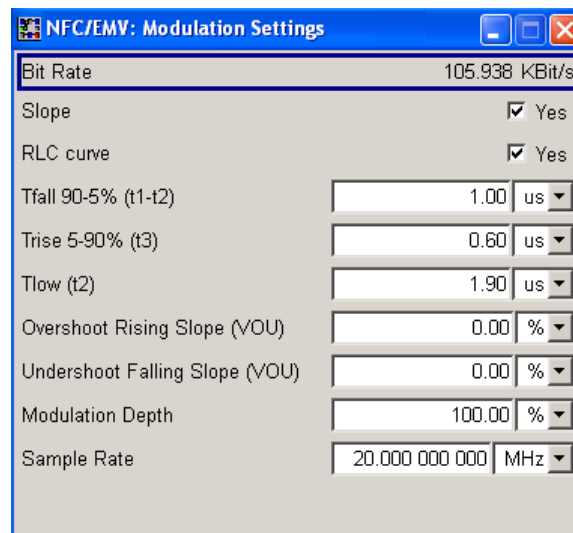 NFC/EMV: Modulation Settings
Bit Rate 105.938 KBit/s
Slope Yes
RLC curve Yes
Tfall 90-5% (t1-t2) 1.00 us
Trise 5-90% (t3) 0.60 us
Tlow (t2) 1.90 us
Overshoot Rising Slope (VOU) 0.00 %
Undershoot Falling Slope (VOU) 0.00 %
Modulation Depth 100.00 %
Sample Rate 20.000 000 000 MHz